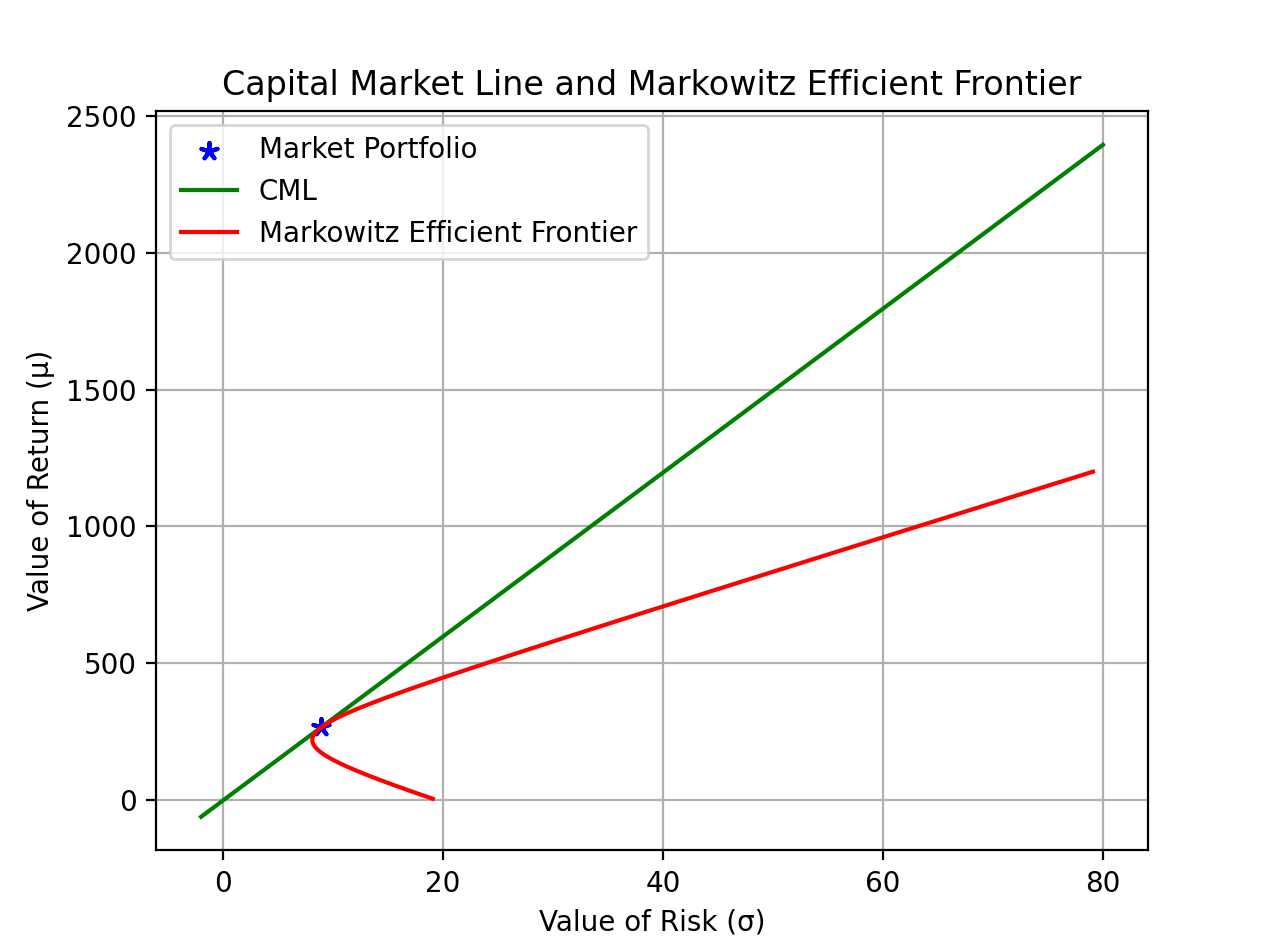 Capital Market Line and Markowitz Efficient Frontier
2500
2000
1500
1000
500
0
Value of Return (μ)
Market Portfolio
CML
Markowitz Efficient Frontier
0
20
40
60
80
Value of Risk (σ)